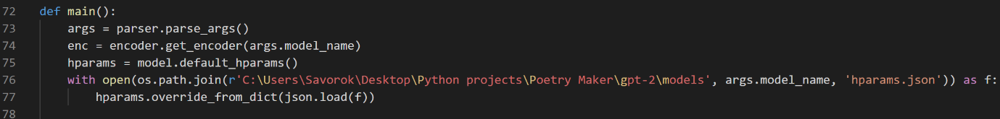 72 def main():
73     args = parser.parse_args()
74     enc = encoder.get_encoder(args.model_name)
75     hparams = model.default_hparams()
76     with open(os.path.join(r'C:\Users\Savorok\Desktop\Python projects\Poetry Maker\gpt-2\models', args.model_name, 'hparams.json')) as f:
77         hparams.override_from_dict(json.load(f))
78